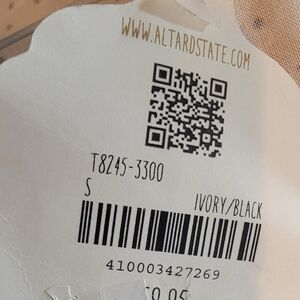 WWW.ALTARDSTATE.COM
T8245-3300
S
IVORY/BLACK
410003427269